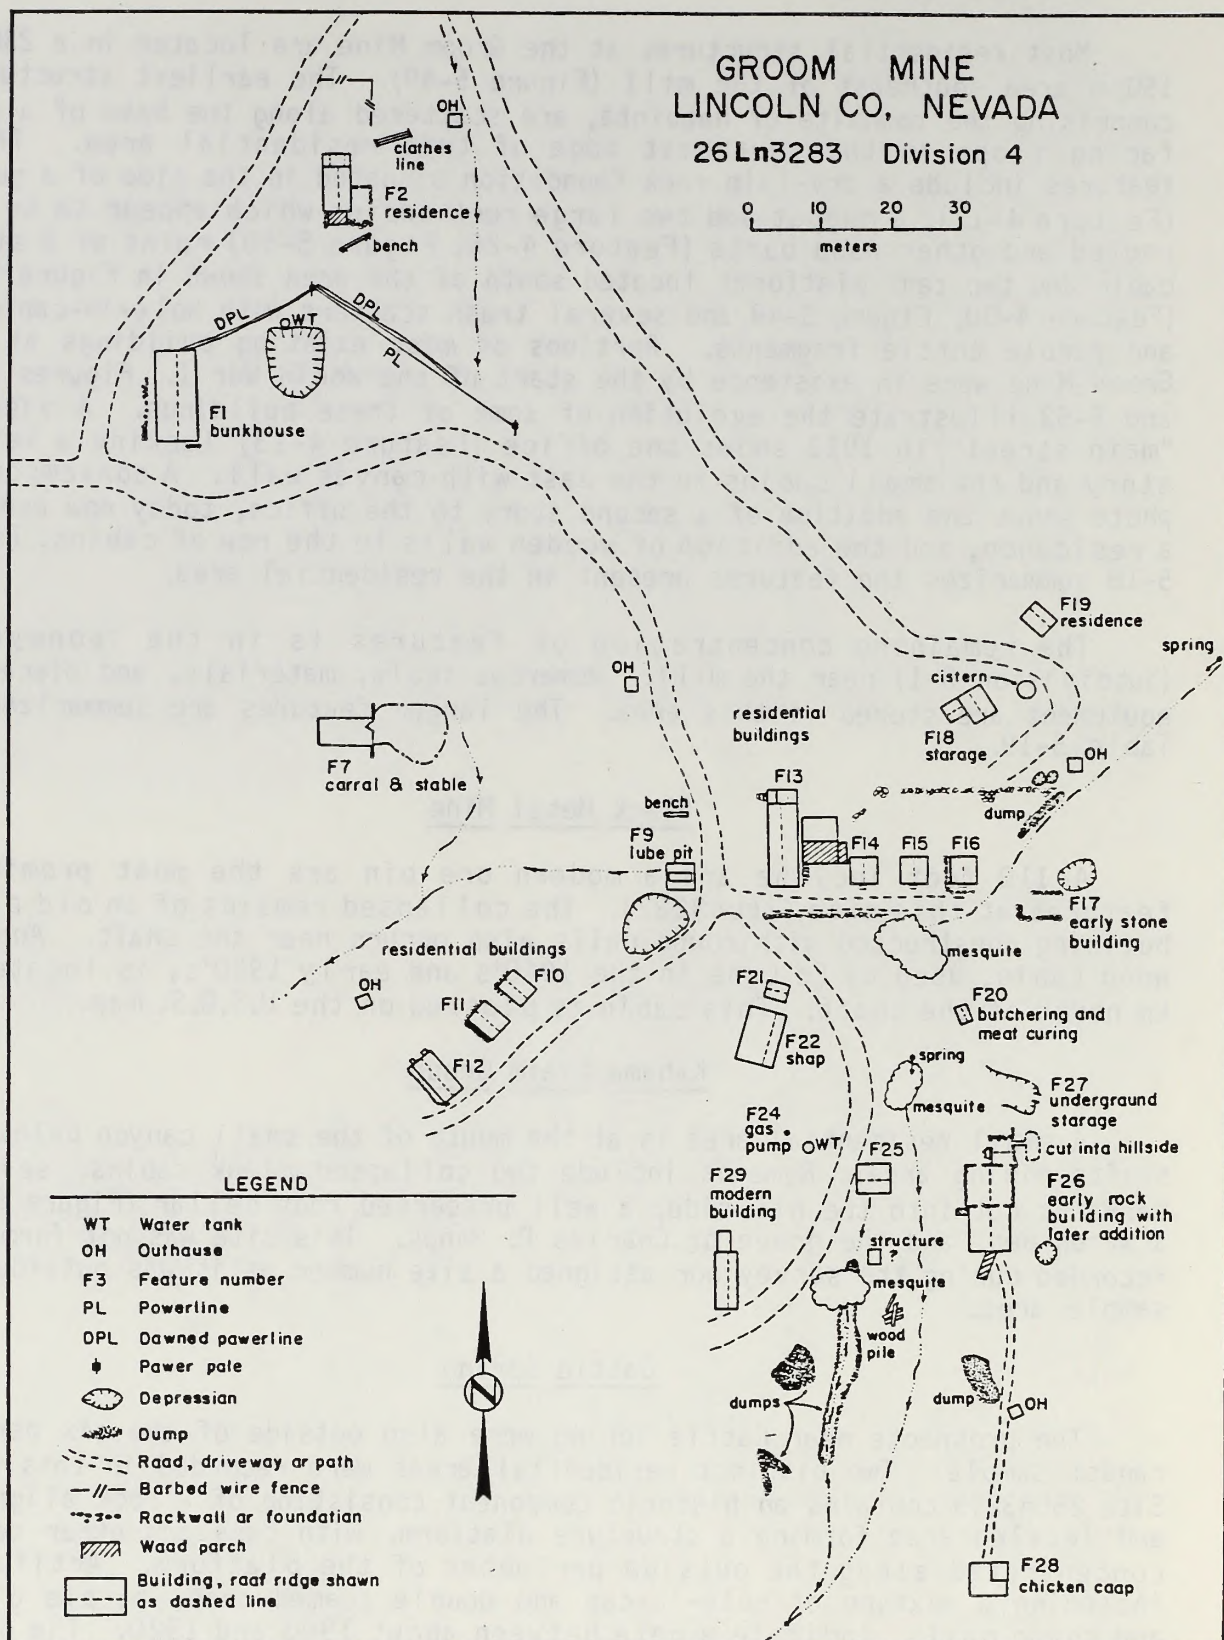 GROOM MINE
LINCOLN CO, NEVADA
26 Ln3283 Division 4
0 10 20 30
meters
OH
clothes
line
F2
residence
bench
DPL
DPL
WT
PL
F1
bunkhouse
F19
residence
spring
OH
cistern
residential
buildings
F18
starage
F7
carral & stable
OH
F13
dump
bench
F9
lube pit
F14
F15
F16
F17
early stone
building
residential buildings
mesquite
F10
OH
F11
F21
F20
butchering and
meat curing
F12
F22
shap
spring
F27
underground
starage
mesquite
F24
gas
pump
WT
cut inta hillside
F25
F29
modern
building
F26
early rock
building with
later addition
structure
?
mesquite
wood
pile
dumps
dump
OH
F28
chicken caap
LEGEND
WT Water tank
OH Outhouse
F3 Feature number
PL Powerline
DPL Dawned pawerline
Pawer pale
Depressian
Dump
Raad, driveway ar path
Barbed wire fence
Rackwall ar foundatian
Waad parch
Building, raaf ridge shawn
as dashed line
N